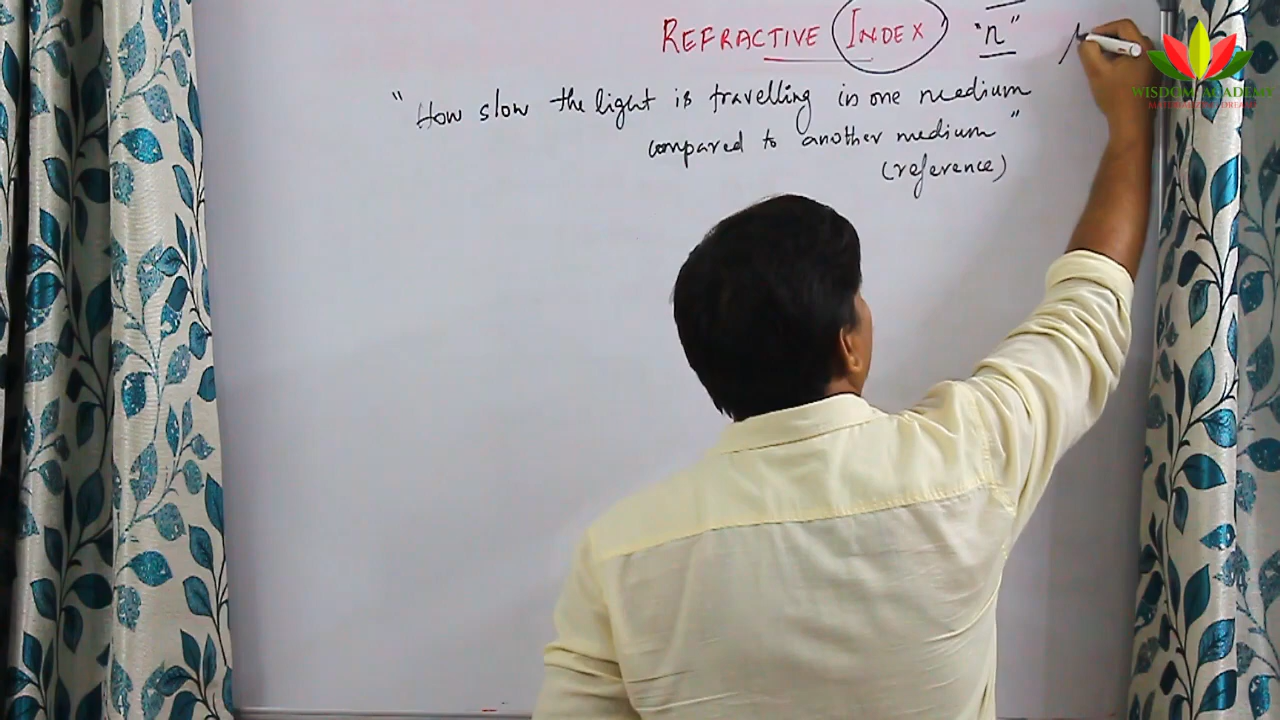 REFRACTIVE INDEX "n"
"How slow the light is travelling in one medium
compared to another medium"
(reference)
WISDOM ACADEMY